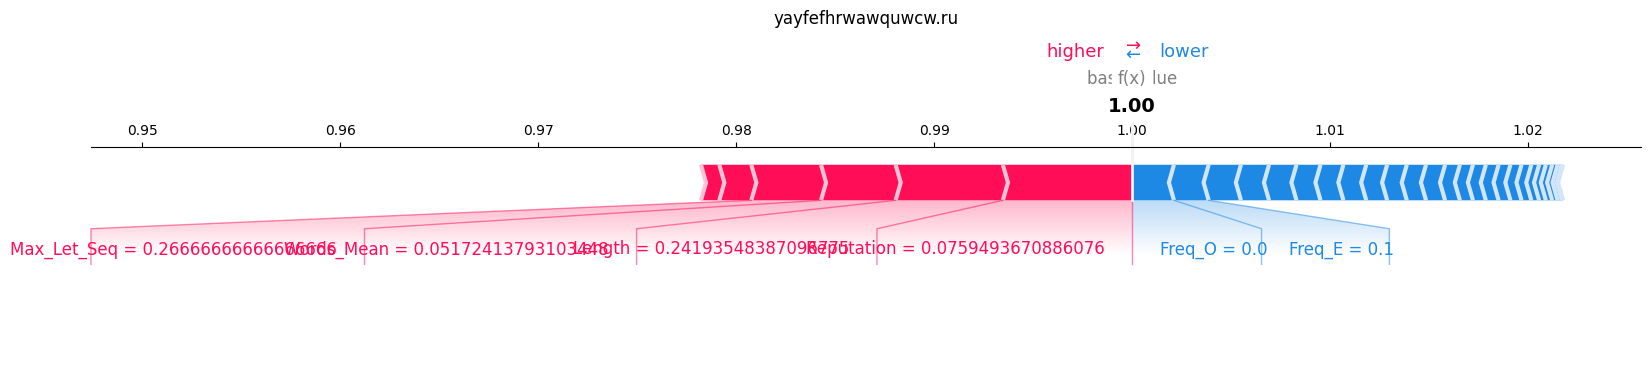 yayfefhrwawquwcw.ru
higher → ← lower
bas f(x) lue
1.00
0.95 0.96 0.97 0.98 0.99 1.00 1.01 1.02
Max_Let_Seq = 0.26666666666666666 Words_Mean = 0.05172413793103448 Length = 0.24193548387096775 Reputation = 0.0759493670886076 Freq_O = 0.0 Freq_E = 0.1